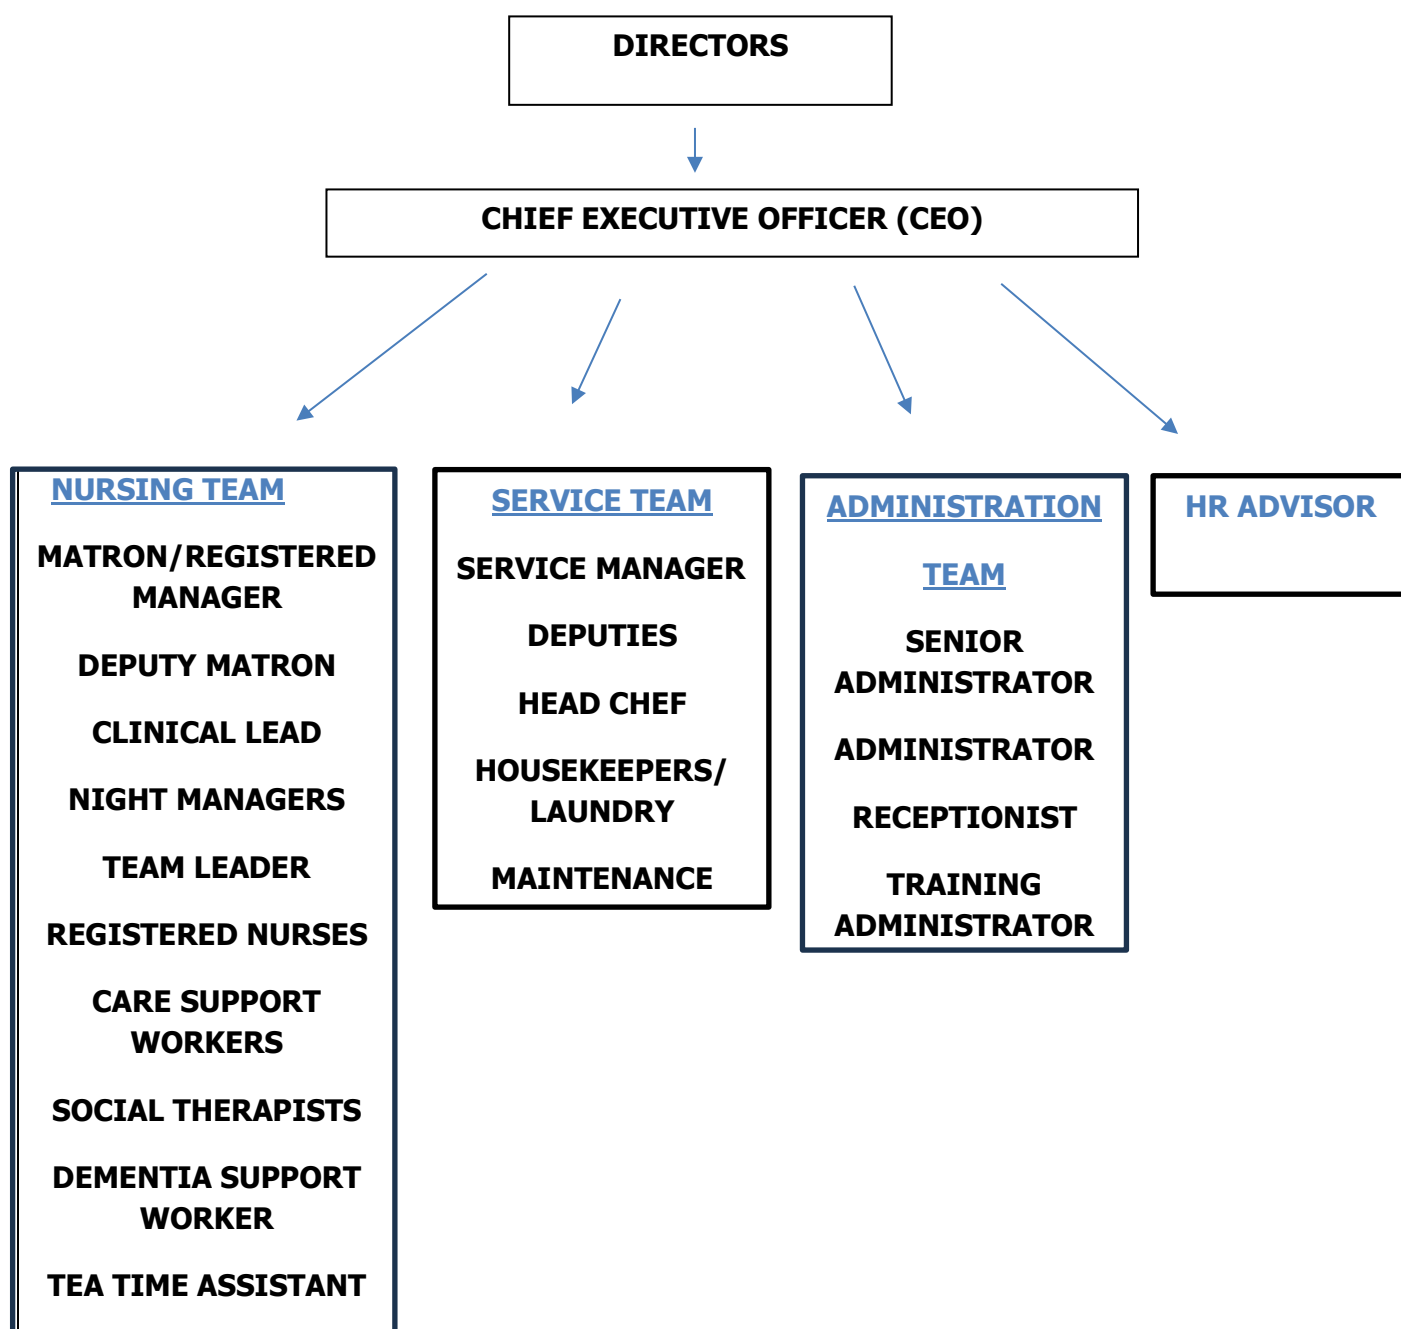 DIRECTORS
CHIEF EXECUTIVE OFFICER (CEO)
NURSING TEAM
MATRON/REGISTERED
MANAGER
DEPUTY MATRON
CLINICAL LEAD
NIGHT MANAGERS
TEAM LEADER
REGISTERED NURSES
CARE SUPPORT
WORKERS
SOCIAL THERAPISTS
DEMENTIA SUPPORT
WORKER
TEA TIME ASSISTANT
SERVICE TEAM
SERVICE MANAGER
DEPUTIES
HEAD CHEF
HOUSEKEEPERS/
LAUNDRY
MAINTENANCE
ADMINISTRATION
TEAM
SENIOR
ADMINISTRATOR
ADMINISTRATOR
RECEPTIONIST
TRAINING
ADMINISTRATOR
HR ADVISOR